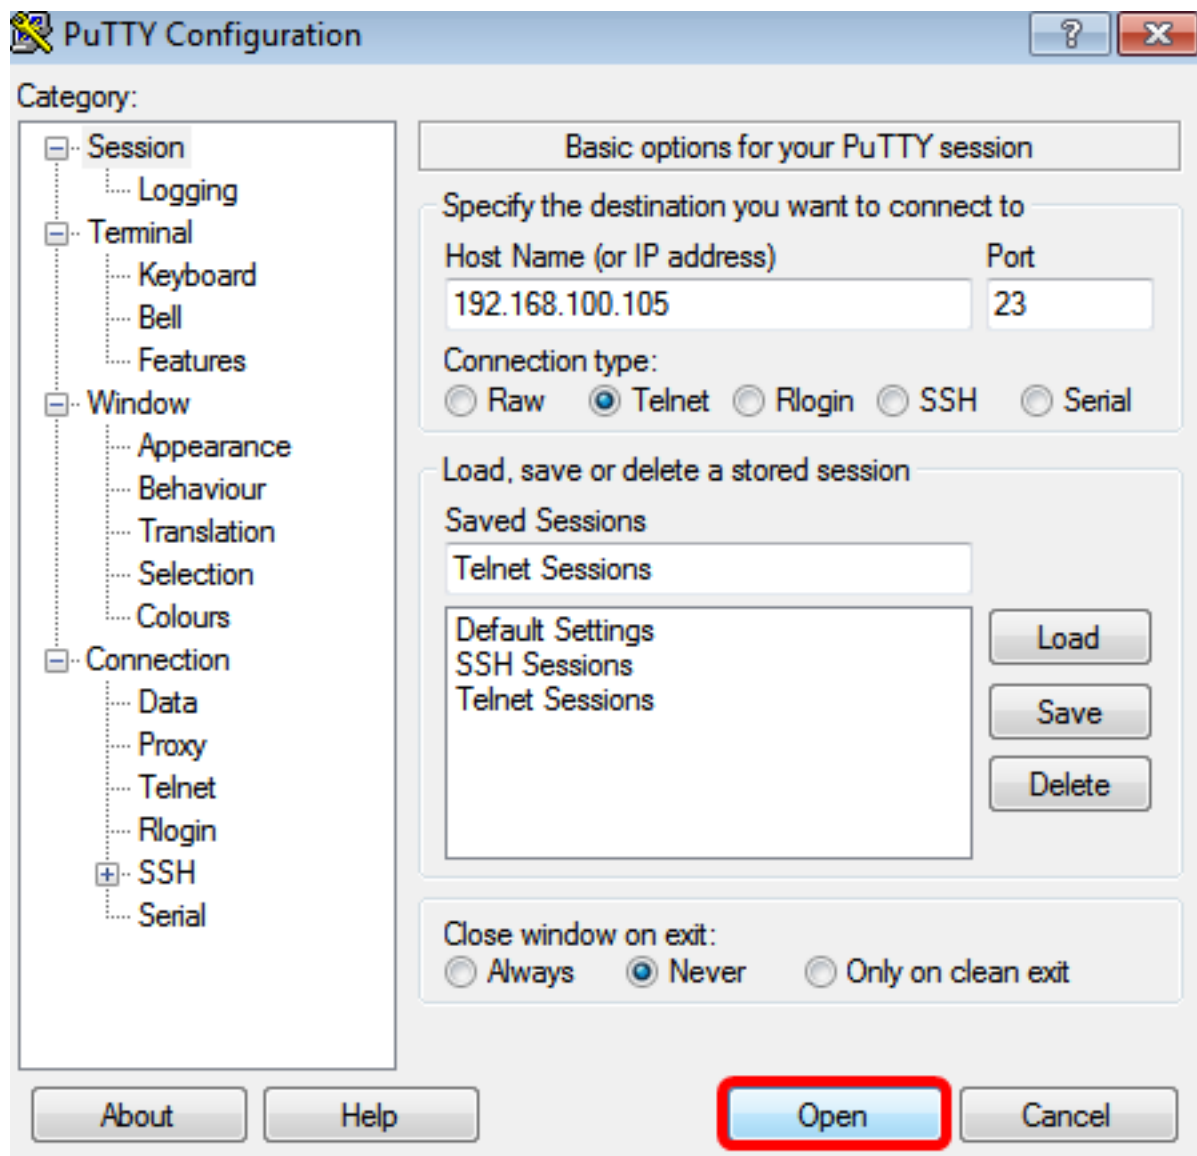 PuTTY Configuration
Category:
Session
Logging
Terminal
Keyboard
Bell
Features
Window
Appearance
Behaviour
Translation
Selection
Colours
Connection
Data
Proxy
Telnet
Rlogin
SSH
Serial
Basic options for your PuTTY session
Specify the destination you want to connect to
Host Name (or IP address) Port
192.168.100.105 23
Connection type:
Raw Telnet Rlogin SSH Serial
Load, save or delete a stored session
Saved Sessions
Telnet Sessions
Default Settings
SSH Sessions
Telnet Sessions
Load
Save
Delete
Close window on exit:
Always Never Only on clean exit
About Help Open Cancel